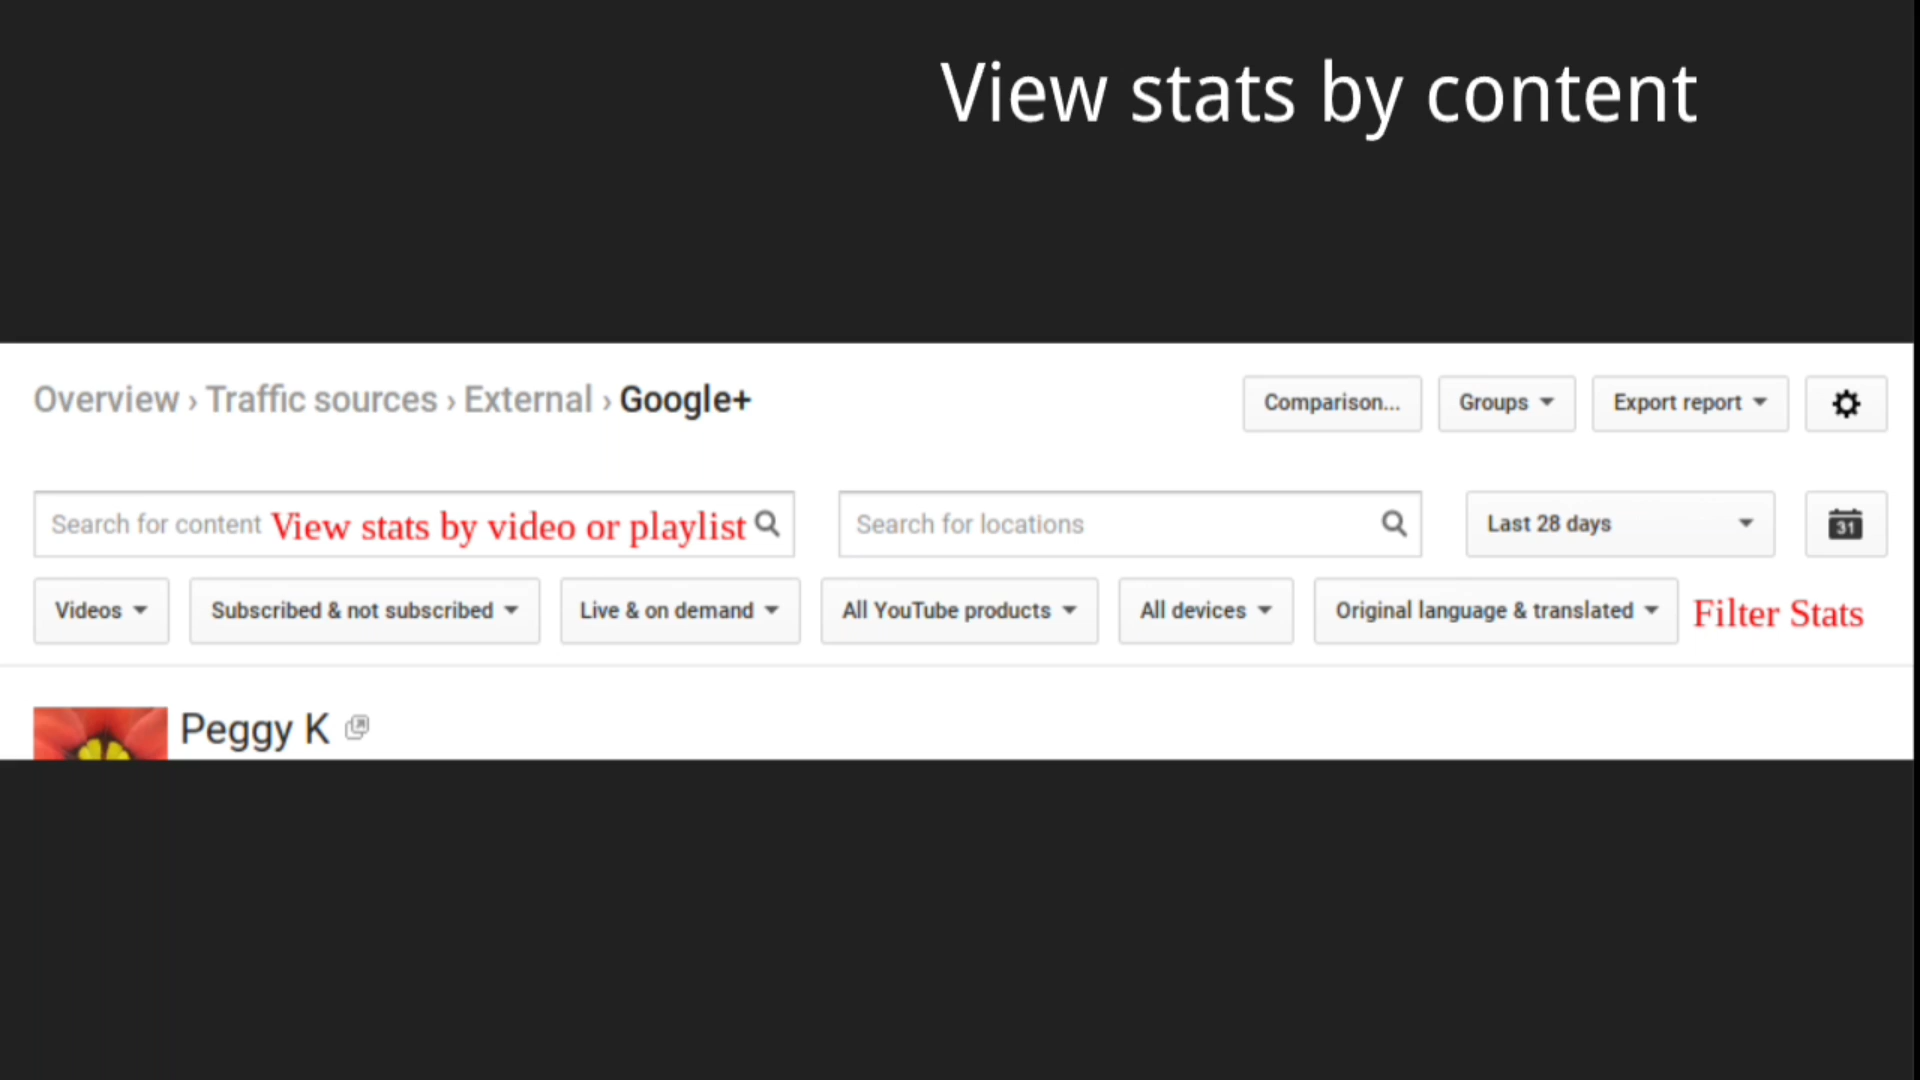 View stats by content
Overview › Traffic sources › External › Google+
Comparison... Groups Export report
Search for content View stats by video or playlist Search for locations Last 28 days 31
Videos Subscribed & not subscribed Live & on demand All YouTube products All devices Original language & translated Filter Stats
Peggy K